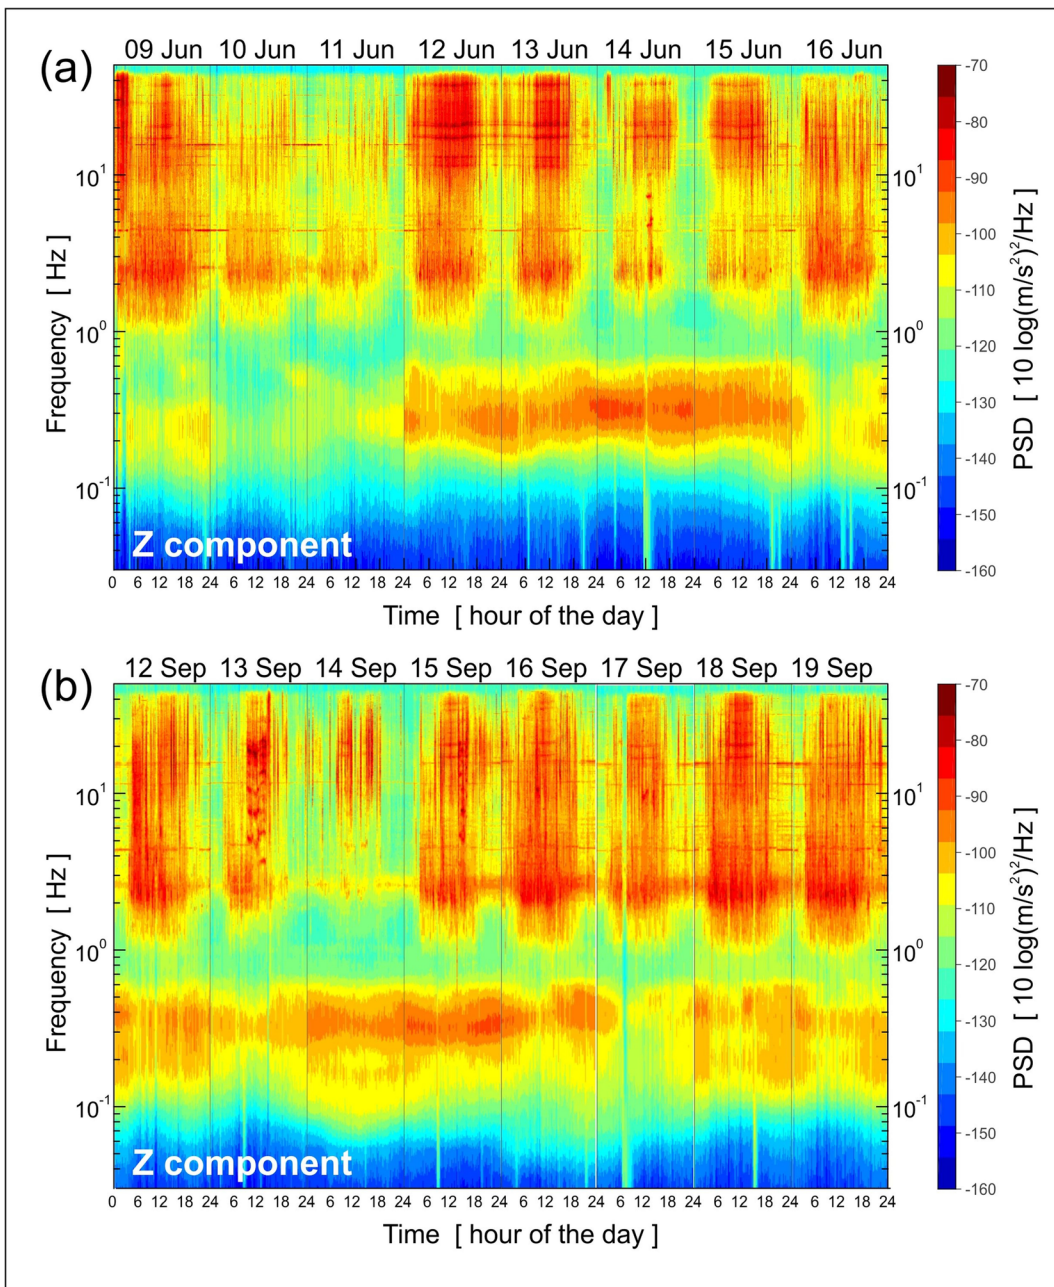 (a)
09 Jun 10 Jun 11 Jun 12 Jun 13 Jun 14 Jun 15 Jun 16 Jun
Frequency [ Hz ]
10¹
10⁰
10⁻¹
10¹
10⁰
10⁻¹
Z component
0 6 12 18 24 6 12 18 24 6 12 18 24 6 12 18 24 6 12 18 24 6 12 18 24 6 12 18 24 6 12 18 24
Time [ hour of the day ]
-70
-80
-90
-100
-110
-120
-130
-140
-150
-160
PSD [ 10 log(m/s²)²/Hz ]
(b)
12 Sep 13 Sep 14 Sep 15 Sep 16 Sep 17 Sep 18 Sep 19 Sep
Frequency [ Hz ]
10¹
10⁰
10⁻¹
10¹
10⁰
10⁻¹
Z component
0 6 12 18 24 6 12 18 24 6 12 18 24 6 12 18 24 6 12 18 24 6 12 18 24 6 12 18 24 6 12 18 24
Time [ hour of the day ]
-70
-80
-90
-100
-110
-120
-130
-140
-150
-160
PSD [ 10 log(m/s²)²/Hz ]